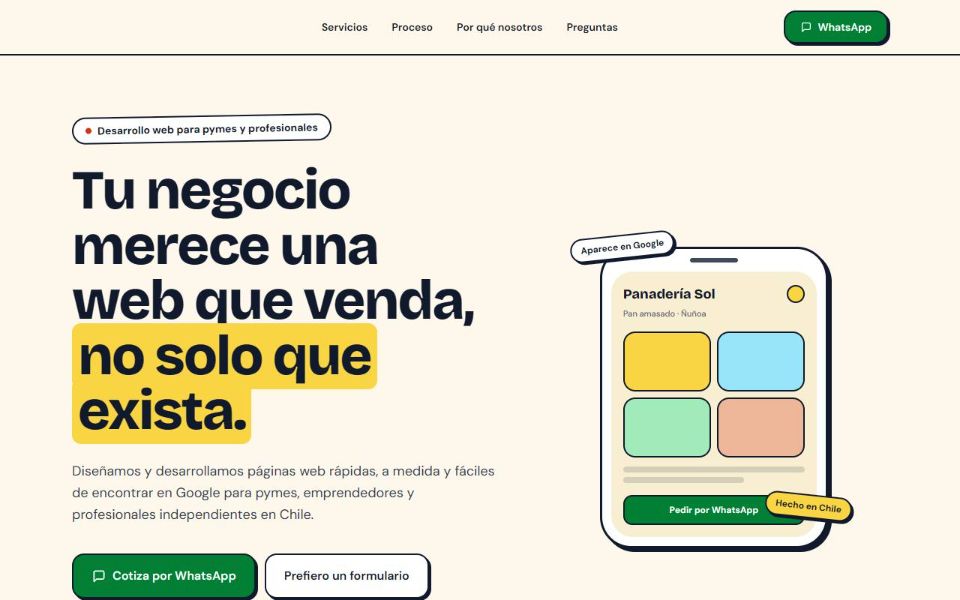 Servicios
Proceso
Por qué nosotros
Preguntas
WhatsApp
Desarrollo web para pymes y profesionales
Tu negocio
merece una
web que venda,
no solo que
exista.
Diseñamos y desarrollamos páginas web rápidas, a medida y fáciles
de encontrar en Google para pymes, emprendedores y
profesionales independientes en Chile.
Cotiza por WhatsApp
Prefiero un formulario
Aparece en Google
Panadería Sol
Pan amasado · Ñuñoa
Pedir por WhatsApp
Hecho en Chile